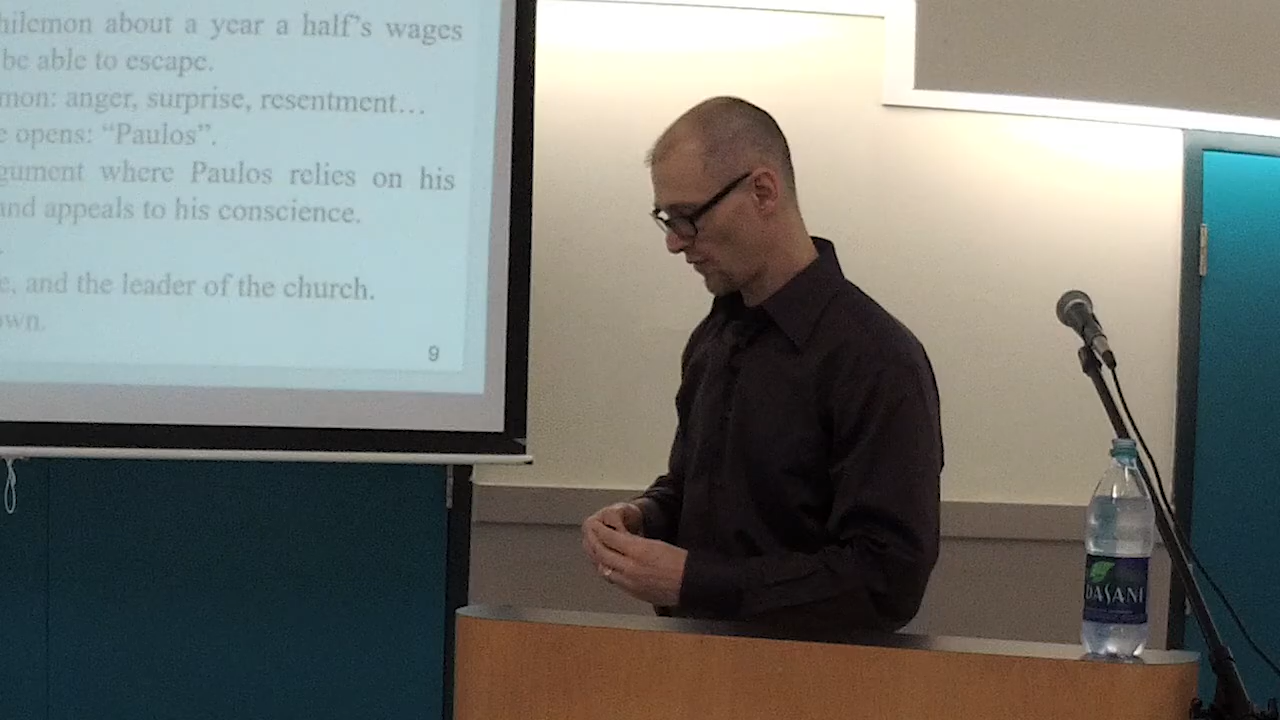 hilemon about a year a half's wages
be able to escape.
mon: anger, surprise, resentment…
e opens: “Paulos”.
gument where Paulos relies on his
and appeals to his conscience.
.
e, and the leader of the church.
own.
9
DASANI